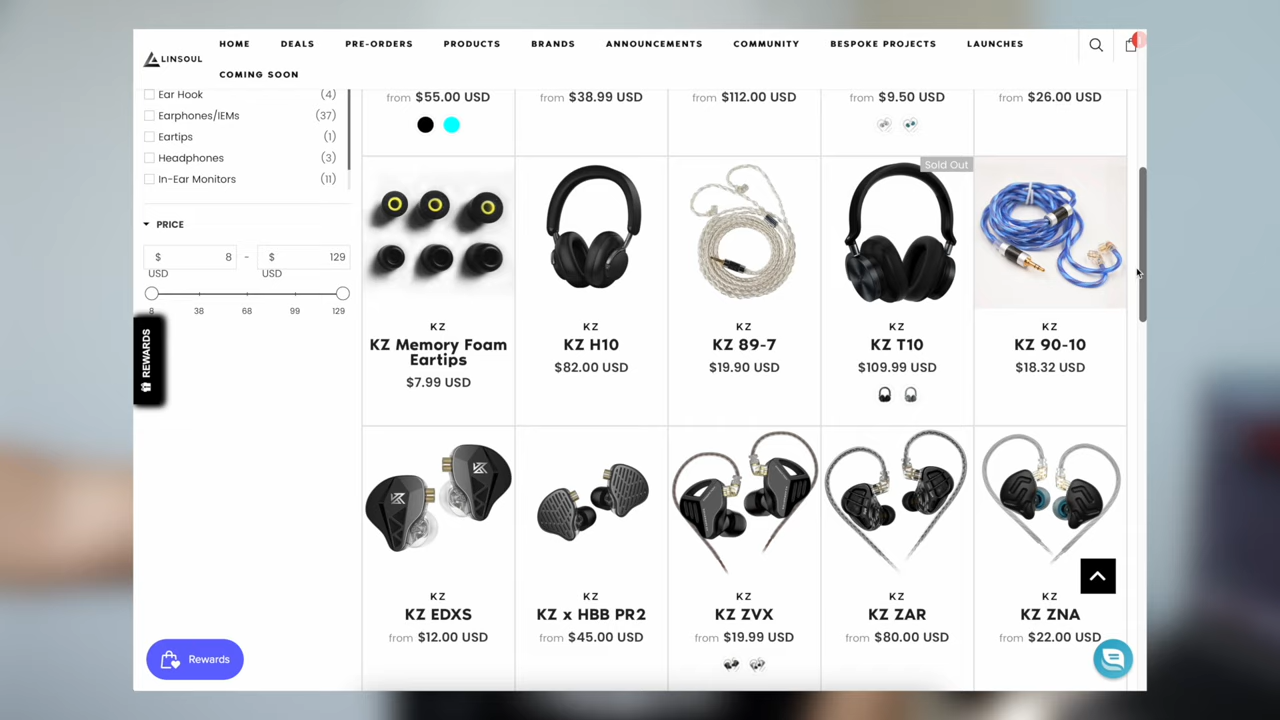 LINSOUL
HOME DEALS PRE-ORDERS PRODUCTS BRANDS ANNOUNCEMENTS COMMUNITY BESPOKE PROJECTS LAUNCHES
COMING SOON
Ear Hook (4)
Earphones/IEMs (37)
Eartips (1)
Headphones (3)
In-Ear Monitors (11)
PRICE
$ 8 - $ 129
USD USD
8 38 68 99 129
REWARDS
from $55.00 USD
from $38.99 USD
from $112.00 USD
from $9.50 USD
from $26.00 USD
KZ
KZ Memory Foam
Eartips
$7.99 USD
KZ
KZ H10
$82.00 USD
KZ
KZ 89-7
$19.90 USD
Sold Out
KZ
KZ T10
$109.99 USD
KZ
KZ 90-10
$18.32 USD
KZ
KZ EDXS
from $12.00 USD
KZ
KZ x HBB PR2
from $45.00 USD
KZ
KZ ZVX
from $19.99 USD
KZ
KZ ZAR
from $80.00 USD
KZ
KZ ZNA
from $22.00 USD
Rewards